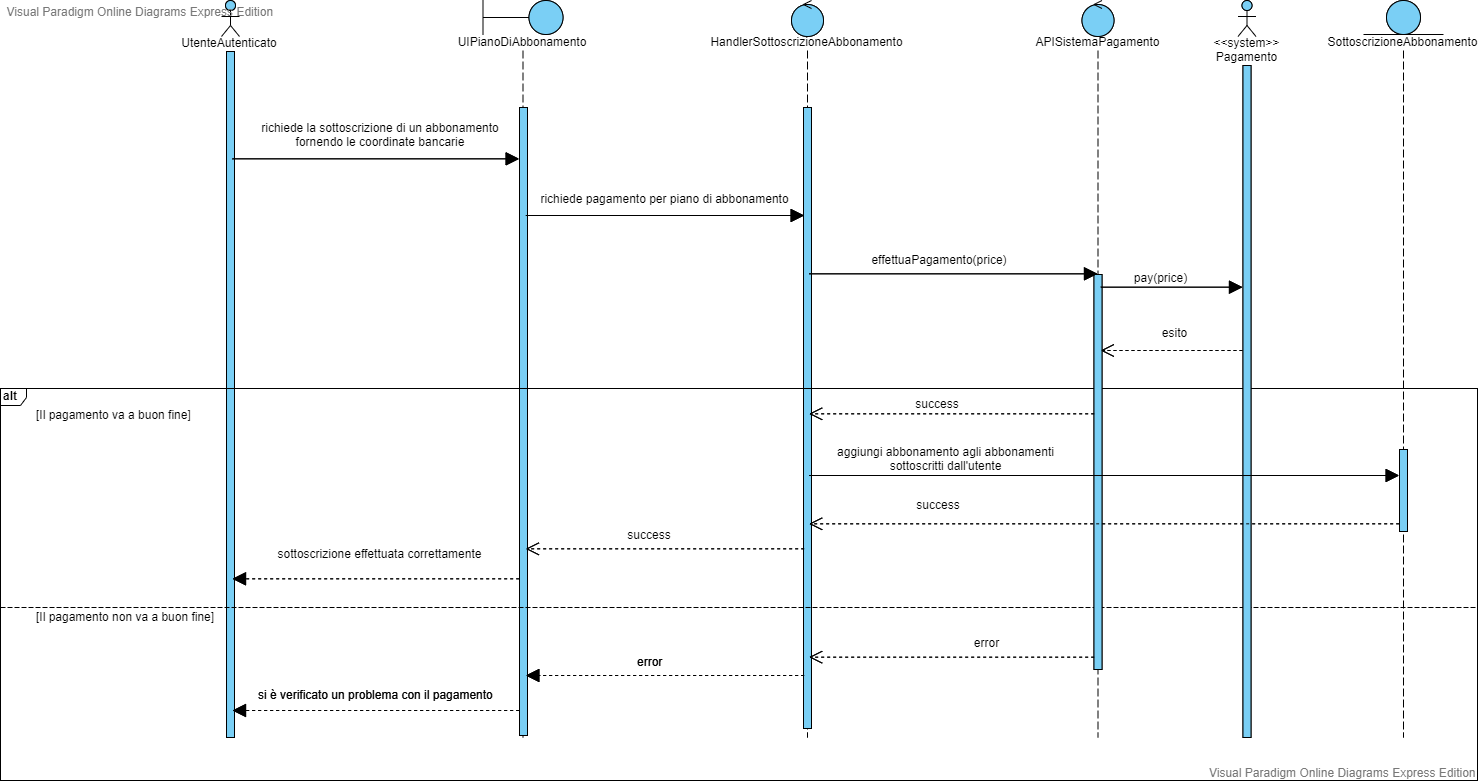 Visual Paradigm Online Diagrams Express Edition
UtenteAutenticato
UIPianoDiAbbonamento
HandlerSottoscrizioneAbbonamento
APISistemaPagamento
<<system>>
Pagamento
SottoscrizioneAbbonamento
richiede la sottoscrizione di un abbonamento
fornendo le coordinate bancarie
richiede pagamento per piano di abbonamento
effettuaPagamento(price)
pay(price)
esito
alt
[Il pagamento va a buon fine]
success
aggiungi abbonamento agli abbonamenti
sottoscritti dall'utente
success
success
sottoscrizione effettuata correttamente
[Il pagamento non va a buon fine]
error
error
si è verificato un problema con il pagamento
Visual Paradigm Online Diagrams Express Edition